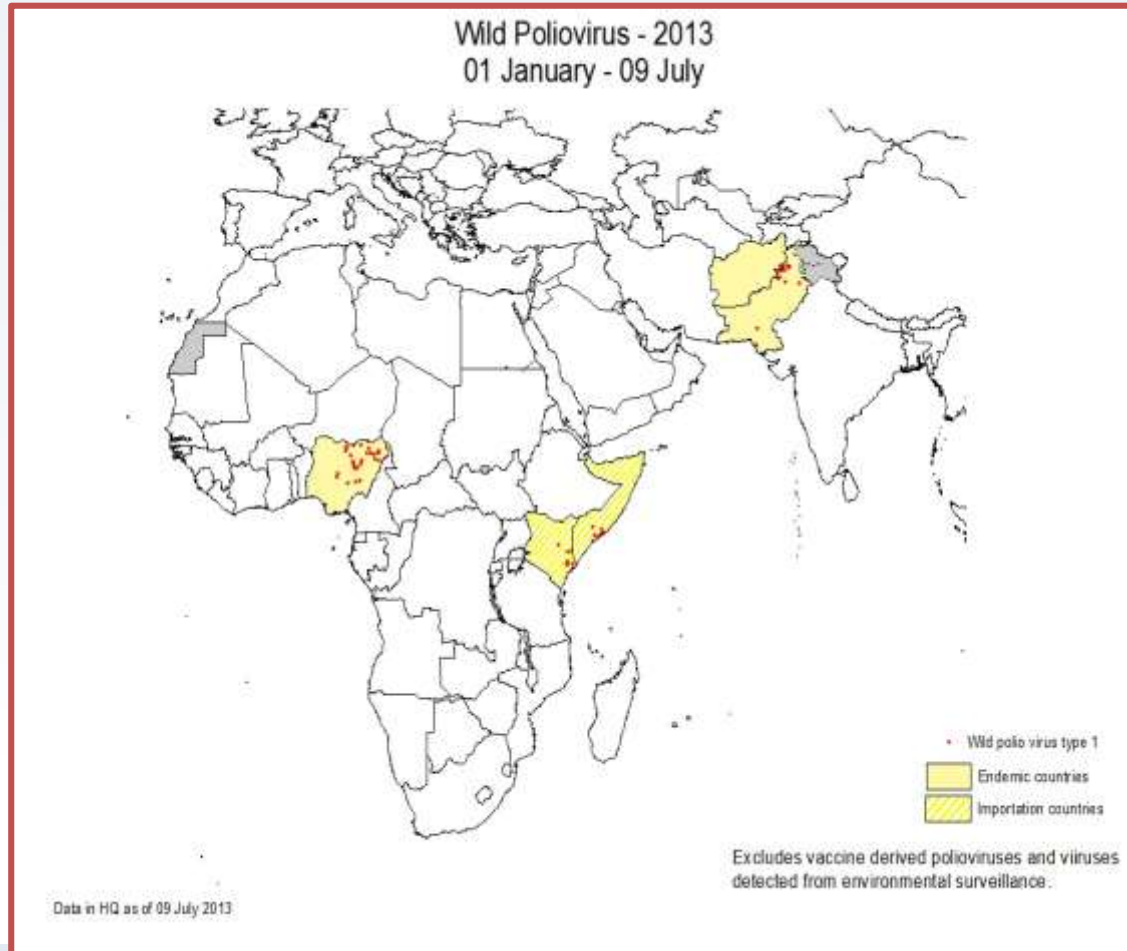 Wild Poliovirus - 2013
01 January - 09 July
Wild polio virus type 1
Endemic countries
Importation countries
Excludes vaccine derived polioviruses and viiruses
detected from environmental surveillance.
Data in HQ as of 09 July 2013